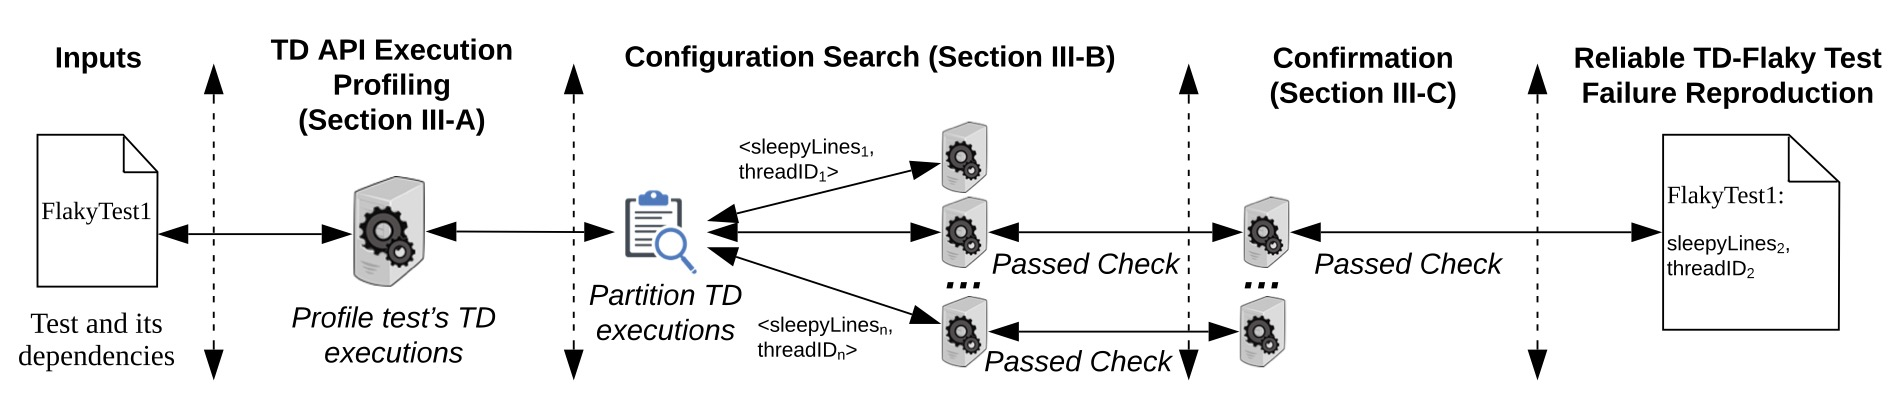 Inputs
TD API Execution
Profiling
(Section III-A)
Configuration Search (Section III-B)
Confirmation
(Section III-C)
Reliable TD-Flaky Test
Failure Reproduction
FlakyTest1
Test and its
dependencies
Profile test's TD
executions
Partition TD
executions
<sleepyLines₁,
threadID₁>
<sleepyLinesₙ,
threadIDₙ>
...
Passed Check
Passed Check
...
Passed Check
FlakyTest1:
sleepyLines₂,
threadID₂